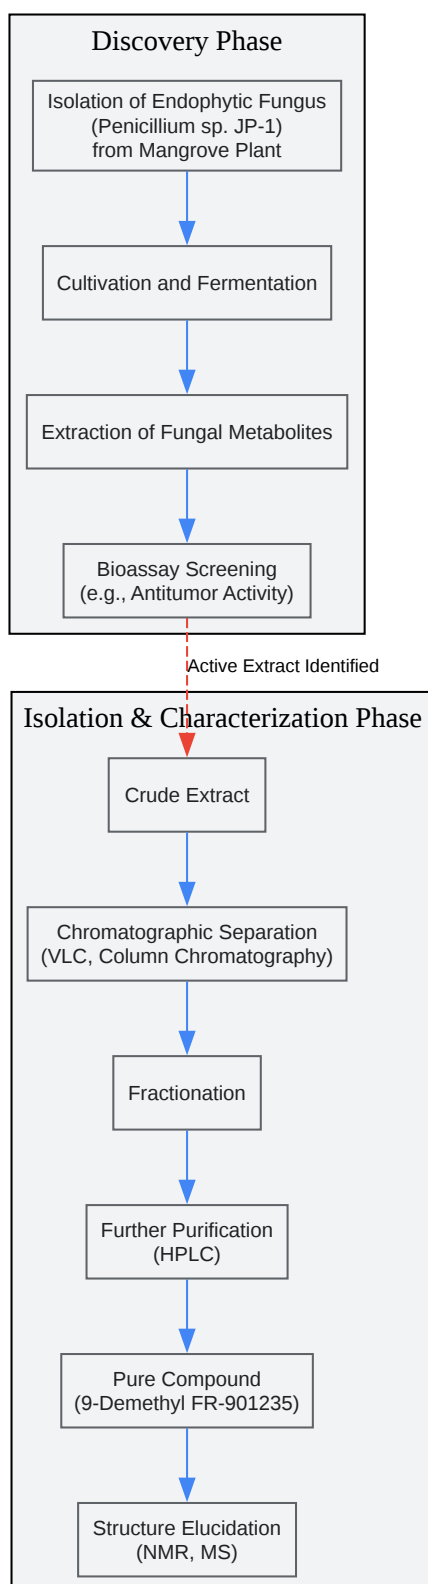 Discovery Phase
Isolation of Endophytic Fungus
(Penicillium sp. JP-1)
from Mangrove Plant
Cultivation and Fermentation
Extraction of Fungal Metabolites
Bioassay Screening
(e.g., Antitumor Activity)
Active Extract Identified
Isolation & Characterization Phase
Crude Extract
Chromatographic Separation
(VLC, Column Chromatography)
Fractionation
Further Purification
(HPLC)
Pure Compound
(9-Demethyl FR-901235)
Structure Elucidation
(NMR, MS)